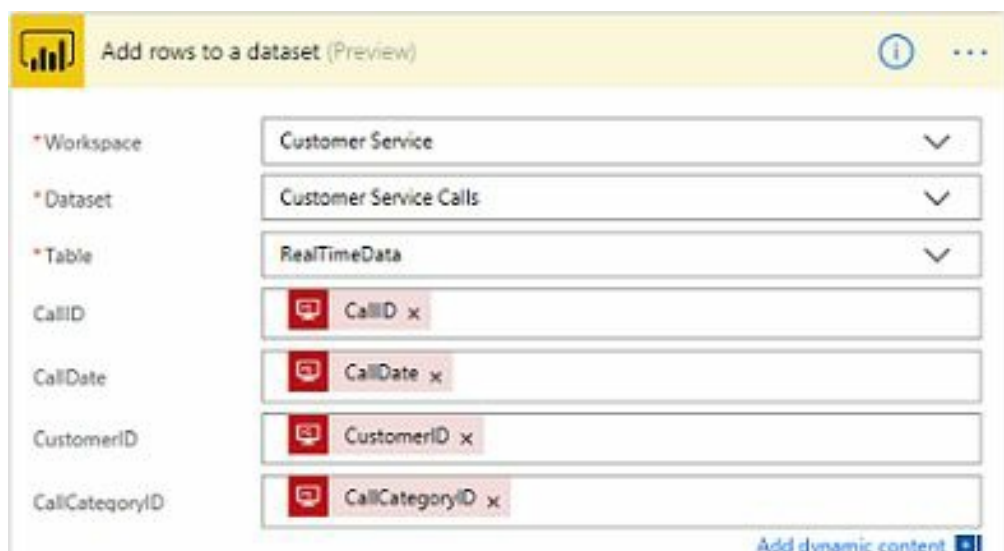 Add rows to a dataset (Preview)
*Workspace Customer Service
*Dataset Customer Service Calls
*Table RealTimeData
CallID CallID ×
CallDate CallDate ×
CustomerID CustomerID ×
CallCategoryID CallCategoryID ×
Add dynamic content